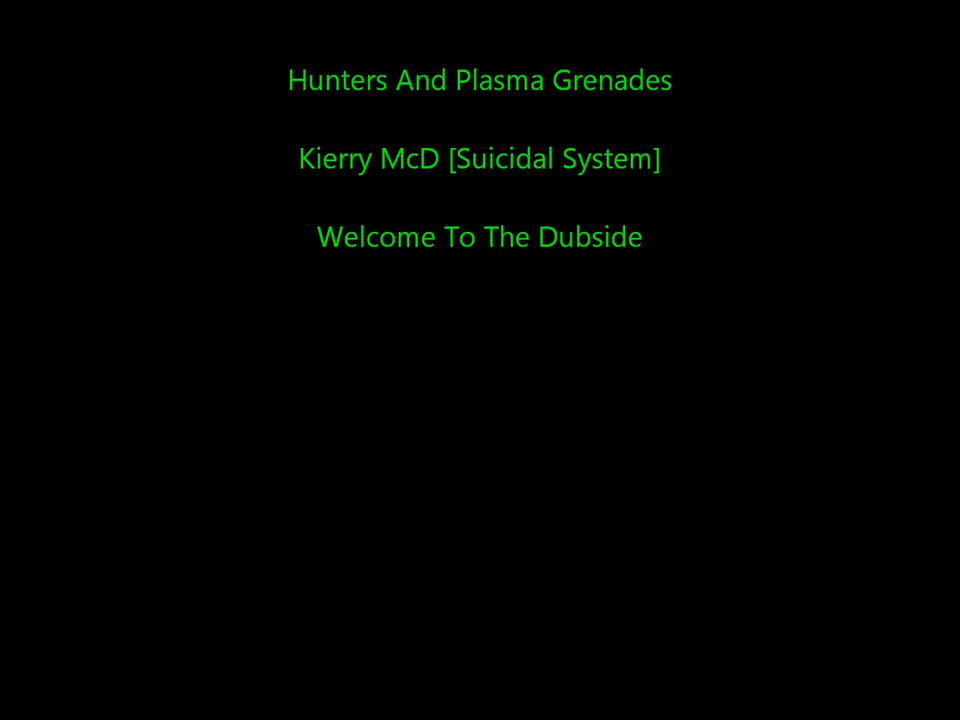 Hunters And Plasma Grenades
Kierry McD [Suicidal System]
Welcome To The Dubside